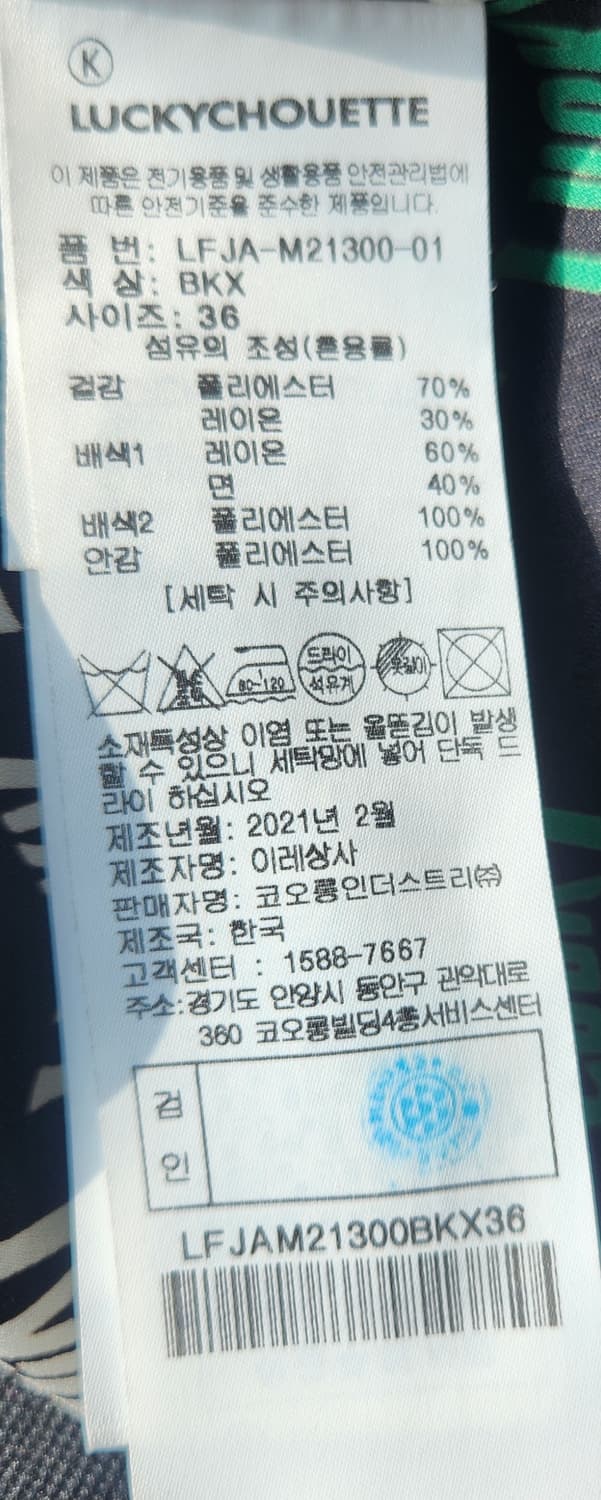 K
LUCKYCHOUETTE
이 제품은 전기용품 및 생활용품 안전관리법에
따른 안전기준을 준수한 제품입니다.
품 번: LFJA-M21300-01
색 상: BKX
사이즈: 36
섬유의 조성(혼용률)
겉감 폴리에스터 70%
레이온 30%
배색1 레이온 60%
면 40%
배색2 폴리에스터 100%
안감 폴리에스터 100%
[세탁 시 주의사항]
80-120 드라이 석유계 옷걸이
소재특성상 이염 또는 올뜯김이 발생
할 수 있으니 세탁망에 넣어 단독 드
라이 하십시오
제조년월: 2021년 2월
제조자명: 이레상사
판매자명: 코오롱인더스트리㈜
제조국: 한국
고객센터 : 1588-7667
주소:경기도 안양시 동안구 관악대로
360 코오롱빌딩4층서비스센터
검
인
LFJAM21300BKX36